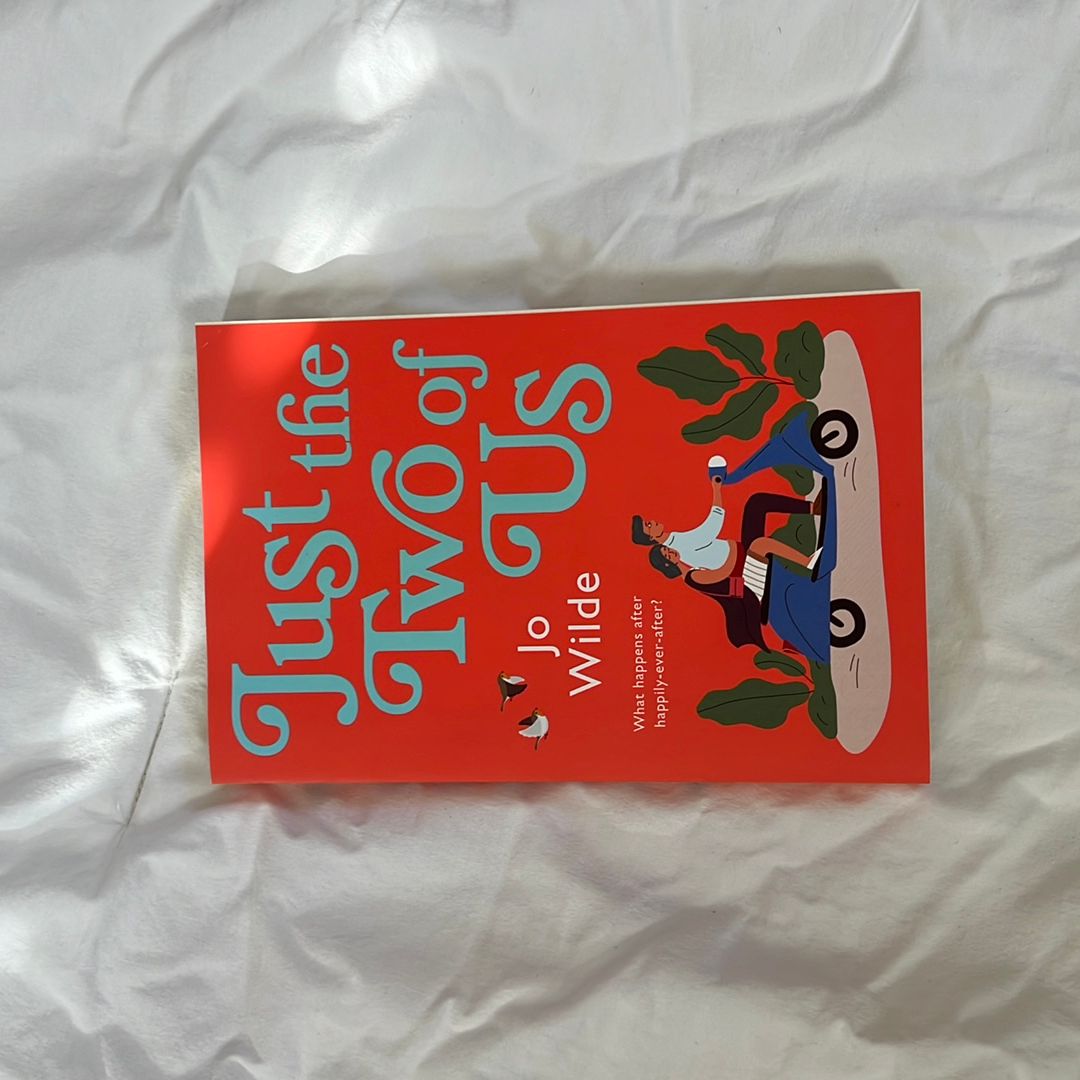 Just the
Two of
Us
Jo
Wilde
What happens after
happily-ever-after?